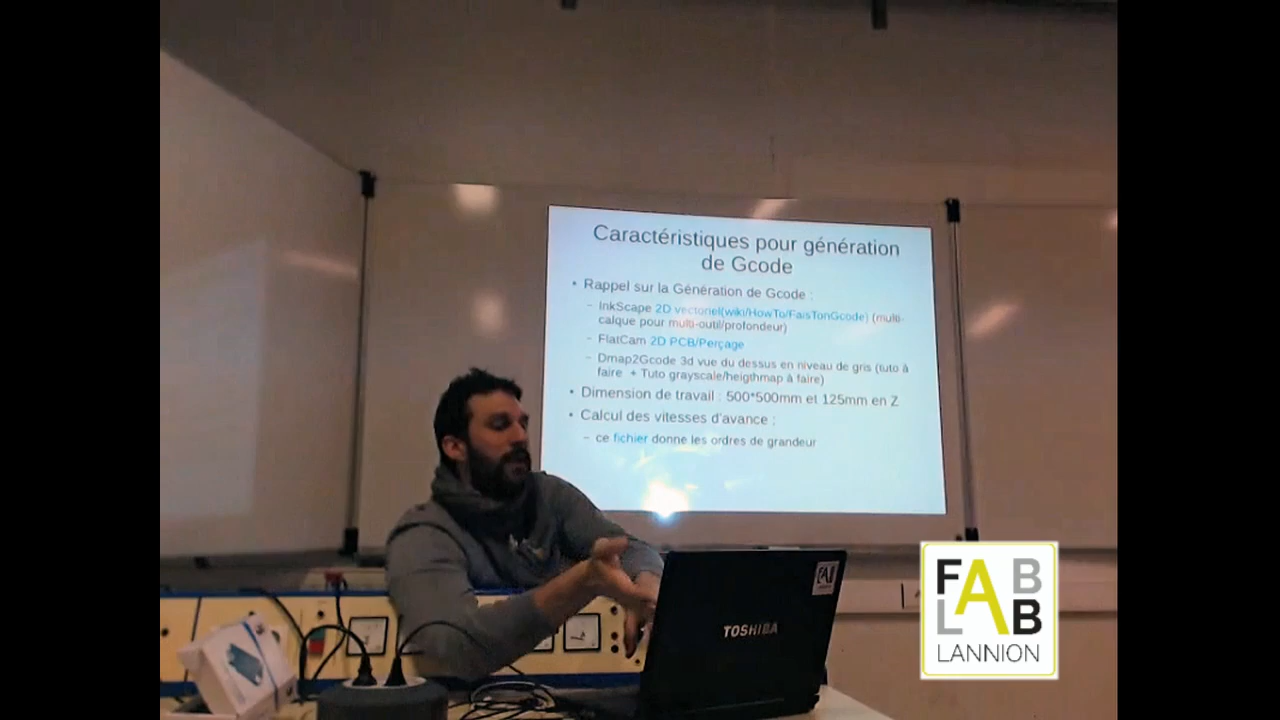 Caractéristiques pour génération
de Gcode
• Rappel sur la Génération de Gcode :
– InkScape 2D vectoriel(wiki/HowTo/FaisTonGcode) (multi-
calque pour multi-outil/profondeur)
– FlatCam 2D PCB/Perçage
– Dmap2Gcode 3d vue du dessus en niveau de gris (tuto à
faire + Tuto grayscale/heigthmap à faire)
• Dimension de travail : 500*500mm et 125mm en Z
• Calcul des vitesses d'avance :
– ce fichier donne les ordres de grandeur
TOSHIBA
FAB
LAB
LANNION